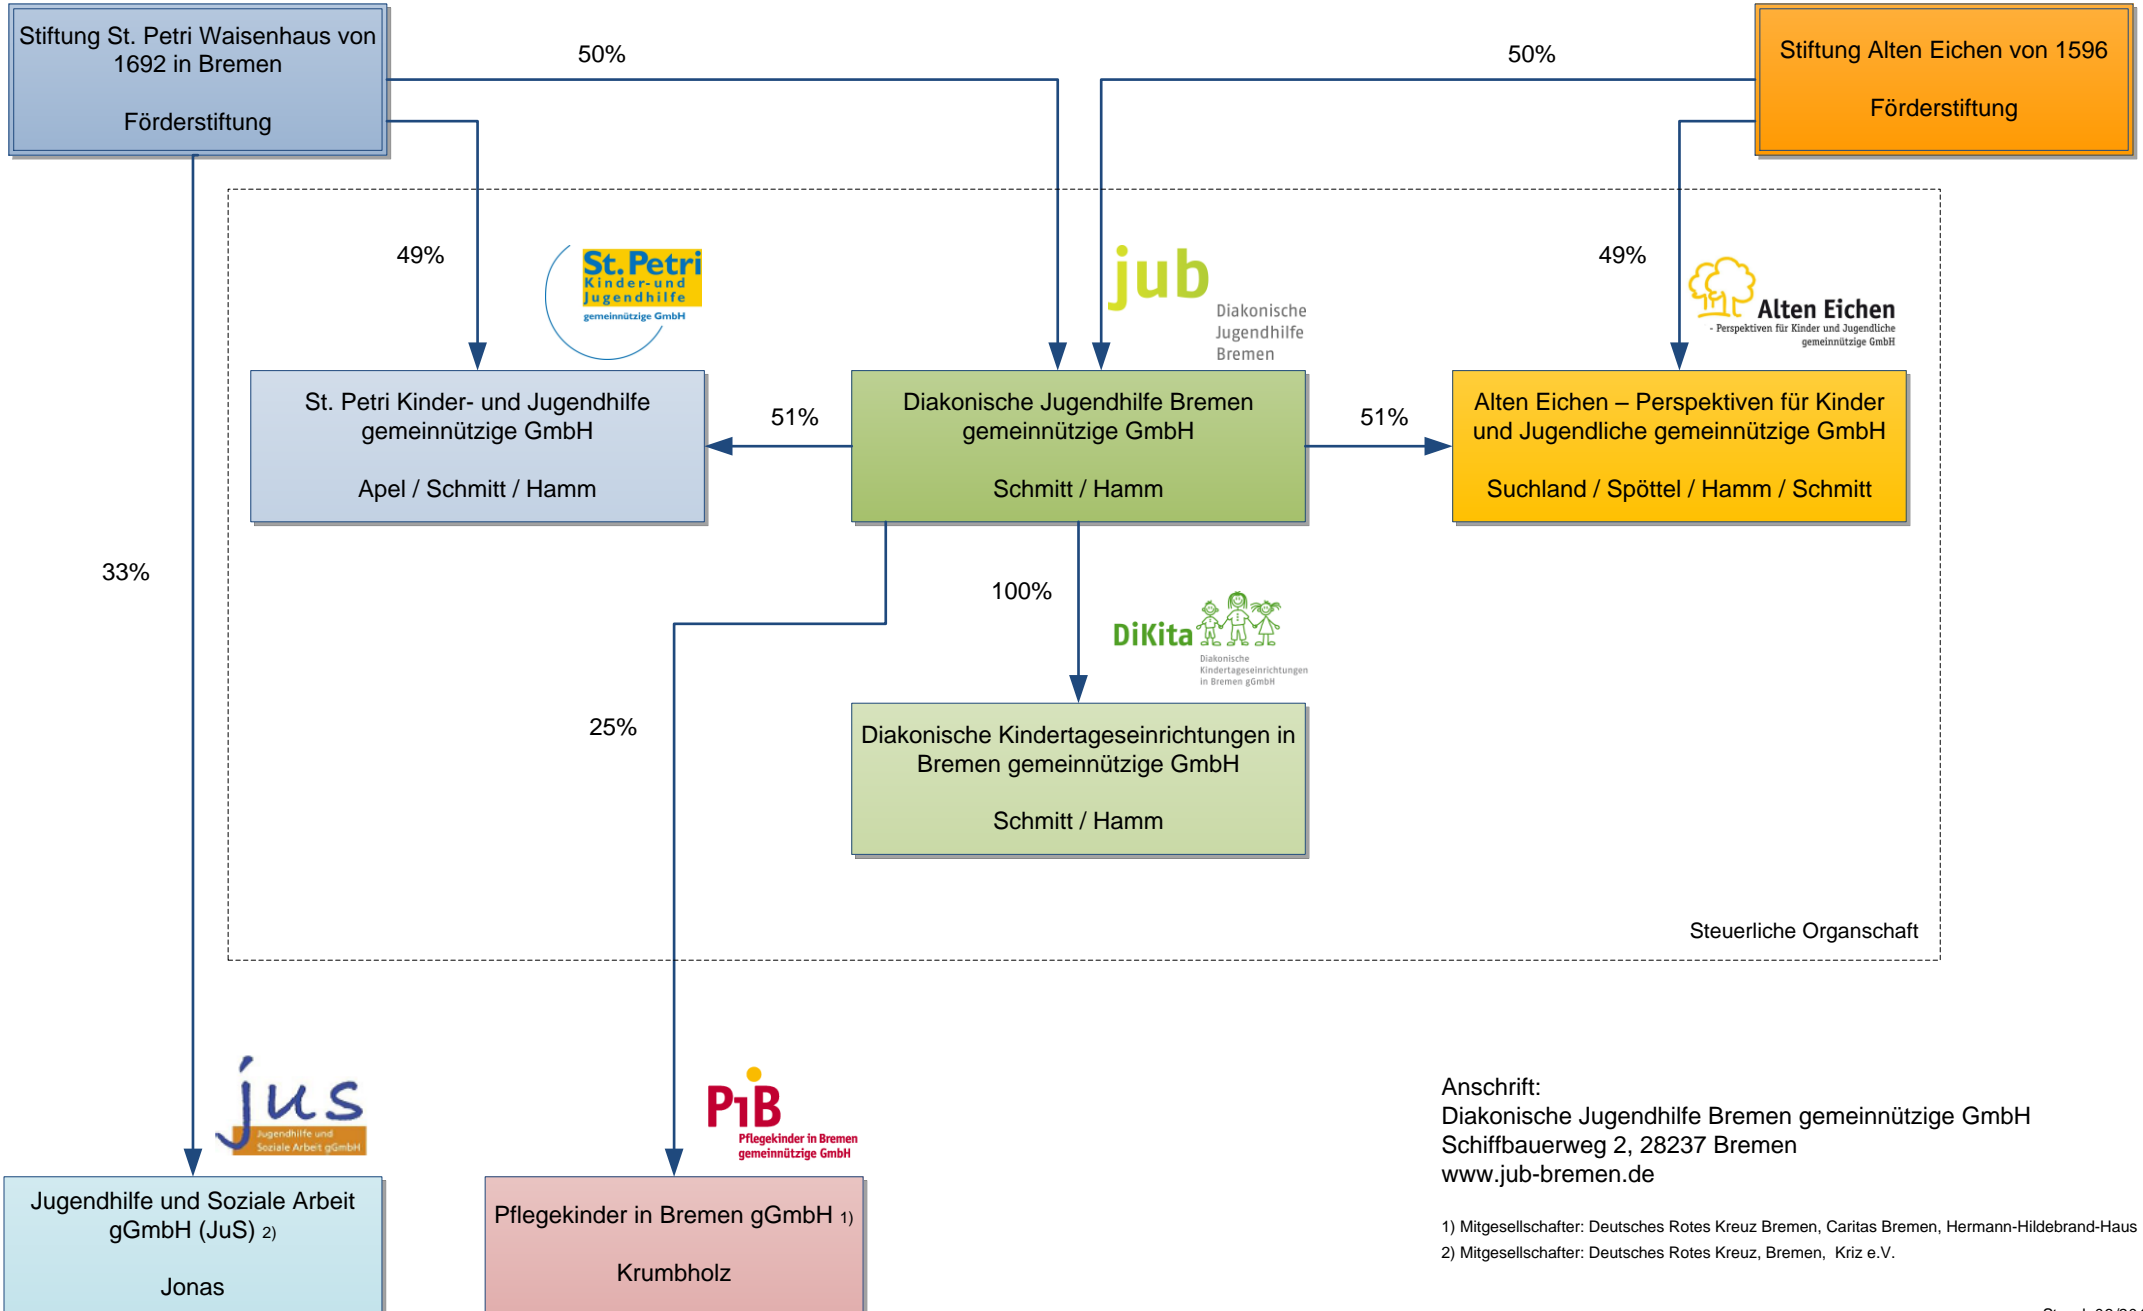 Stiftung St. Petri Waisenhaus von
1692 in Bremen
Förderstiftung
50%
50%
Stiftung Alten Eichen von 1596
Förderstiftung
49%
St. Petri
Kinder- und
Jugendhilfe
gemeinnützige GmbH
jub
Diakonische
Jugendhilfe
Bremen
49%
Alten Eichen
- Perspektiven für Kinder und Jugendliche
gemeinnützige GmbH
St. Petri Kinder- und Jugendhilfe
gemeinnützige GmbH
Apel / Schmitt / Hamm
51%
Diakonische Jugendhilfe Bremen
gemeinnützige GmbH
Schmitt / Hamm
51%
Alten Eichen – Perspektiven für Kinder
und Jugendliche gemeinnützige GmbH
Suchland / Spöttel / Hamm / Schmitt
33%
100%
DiKita
Diakonische
Kindertageseinrichtungen
in Bremen gGmbH
25%
Diakonische Kindertageseinrichtungen in
Bremen gemeinnützige GmbH
Schmitt / Hamm
Steuerliche Organschaft
jus
Jugendhilfe und
Soziale Arbeit gGmbH
PiB
Pflegekinder in Bremen
gemeinnützige GmbH
Jugendhilfe und Soziale Arbeit
gGmbH (JuS) 2)
Jonas
Pflegekinder in Bremen gGmbH 1)
Krumbholz
Anschrift:
Diakonische Jugendhilfe Bremen gemeinnützige GmbH
Schiffbauerweg 2, 28237 Bremen
www.jub-bremen.de
1) Mitgesellschafter: Deutsches Rotes Kreuz Bremen, Caritas Bremen, Hermann-Hildebrand-Haus
2) Mitgesellschafter: Deutsches Rotes Kreuz, Bremen, Kriz e.V.